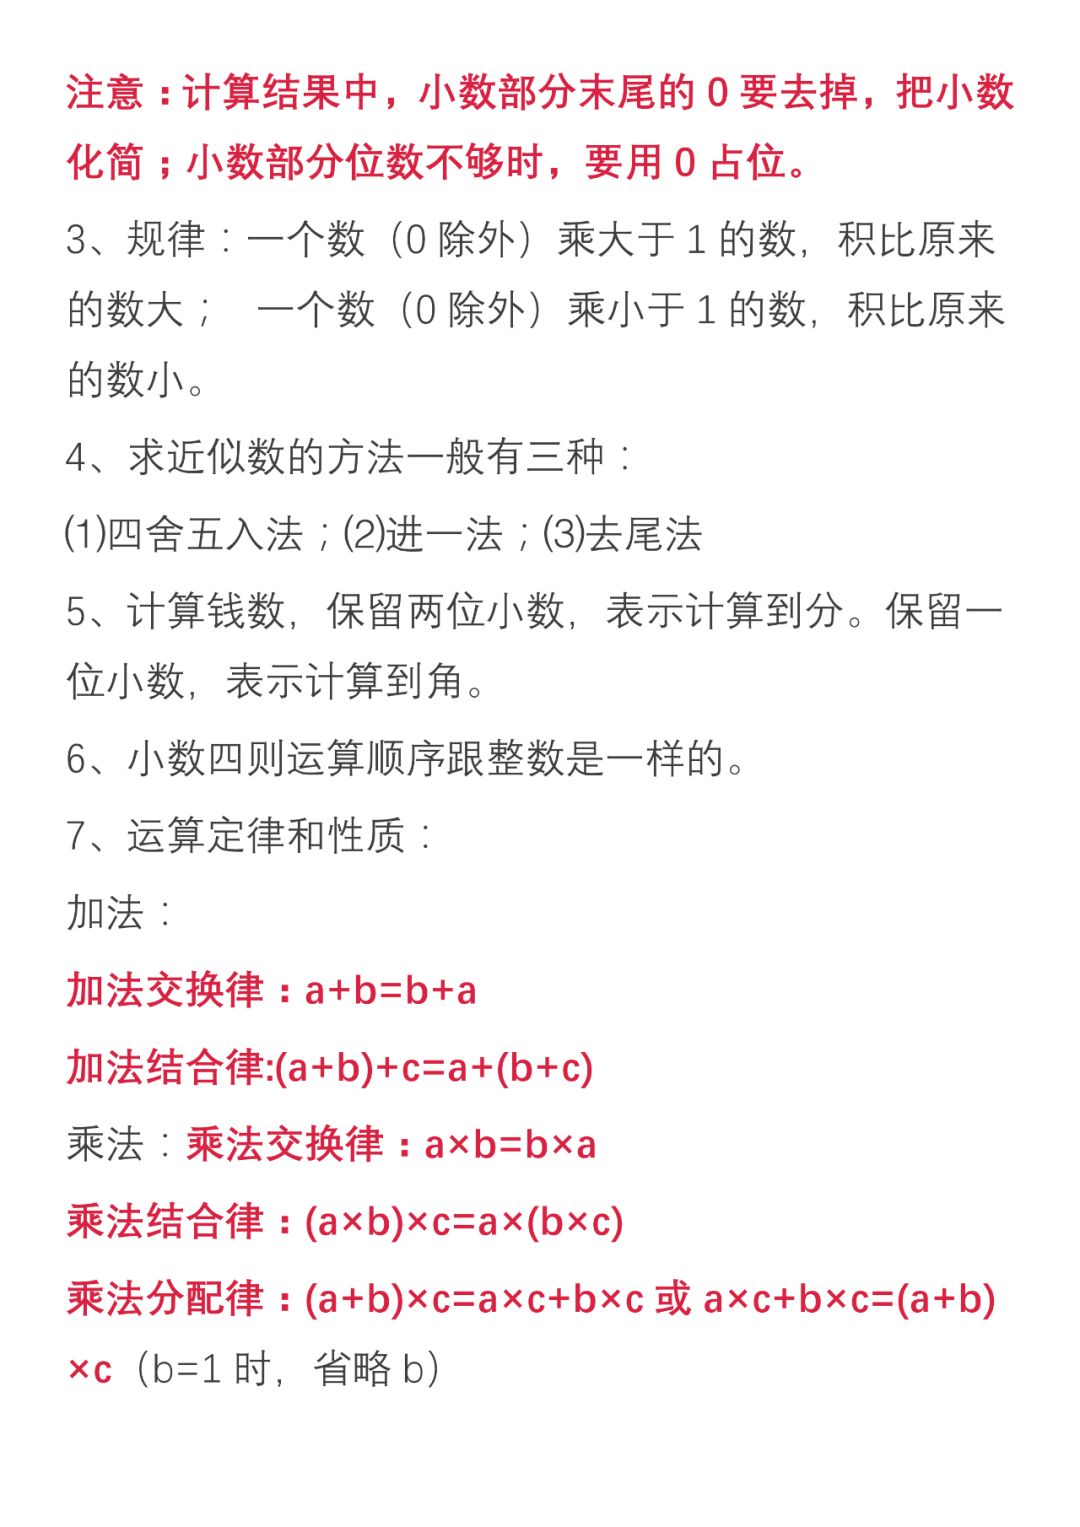 注意：计算结果中，小数部分末尾的 0 要去掉，把小数
化简；小数部分位数不够时，要用 0 占位。
3、规律：一个数（0 除外）乘大于 1 的数，积比原来
的数大； 一个数（0 除外）乘小于 1 的数，积比原来
的数小。
4、求近似数的方法一般有三种：
⑴四舍五入法；⑵进一法；⑶去尾法
5、计算钱数，保留两位小数，表示计算到分。保留一
位小数，表示计算到角。
6、小数四则运算顺序跟整数是一样的。
7、运算定律和性质：
加法：
加法交换律：a+b=b+a
加法结合律:(a+b)+c=a+(b+c)
乘法：乘法交换律：a×b=b×a
乘法结合律：(a×b)×c=a×(b×c)
乘法分配律：(a+b)×c=a×c+b×c 或 a×c+b×c=(a+b)
×c（b=1 时，省略 b）